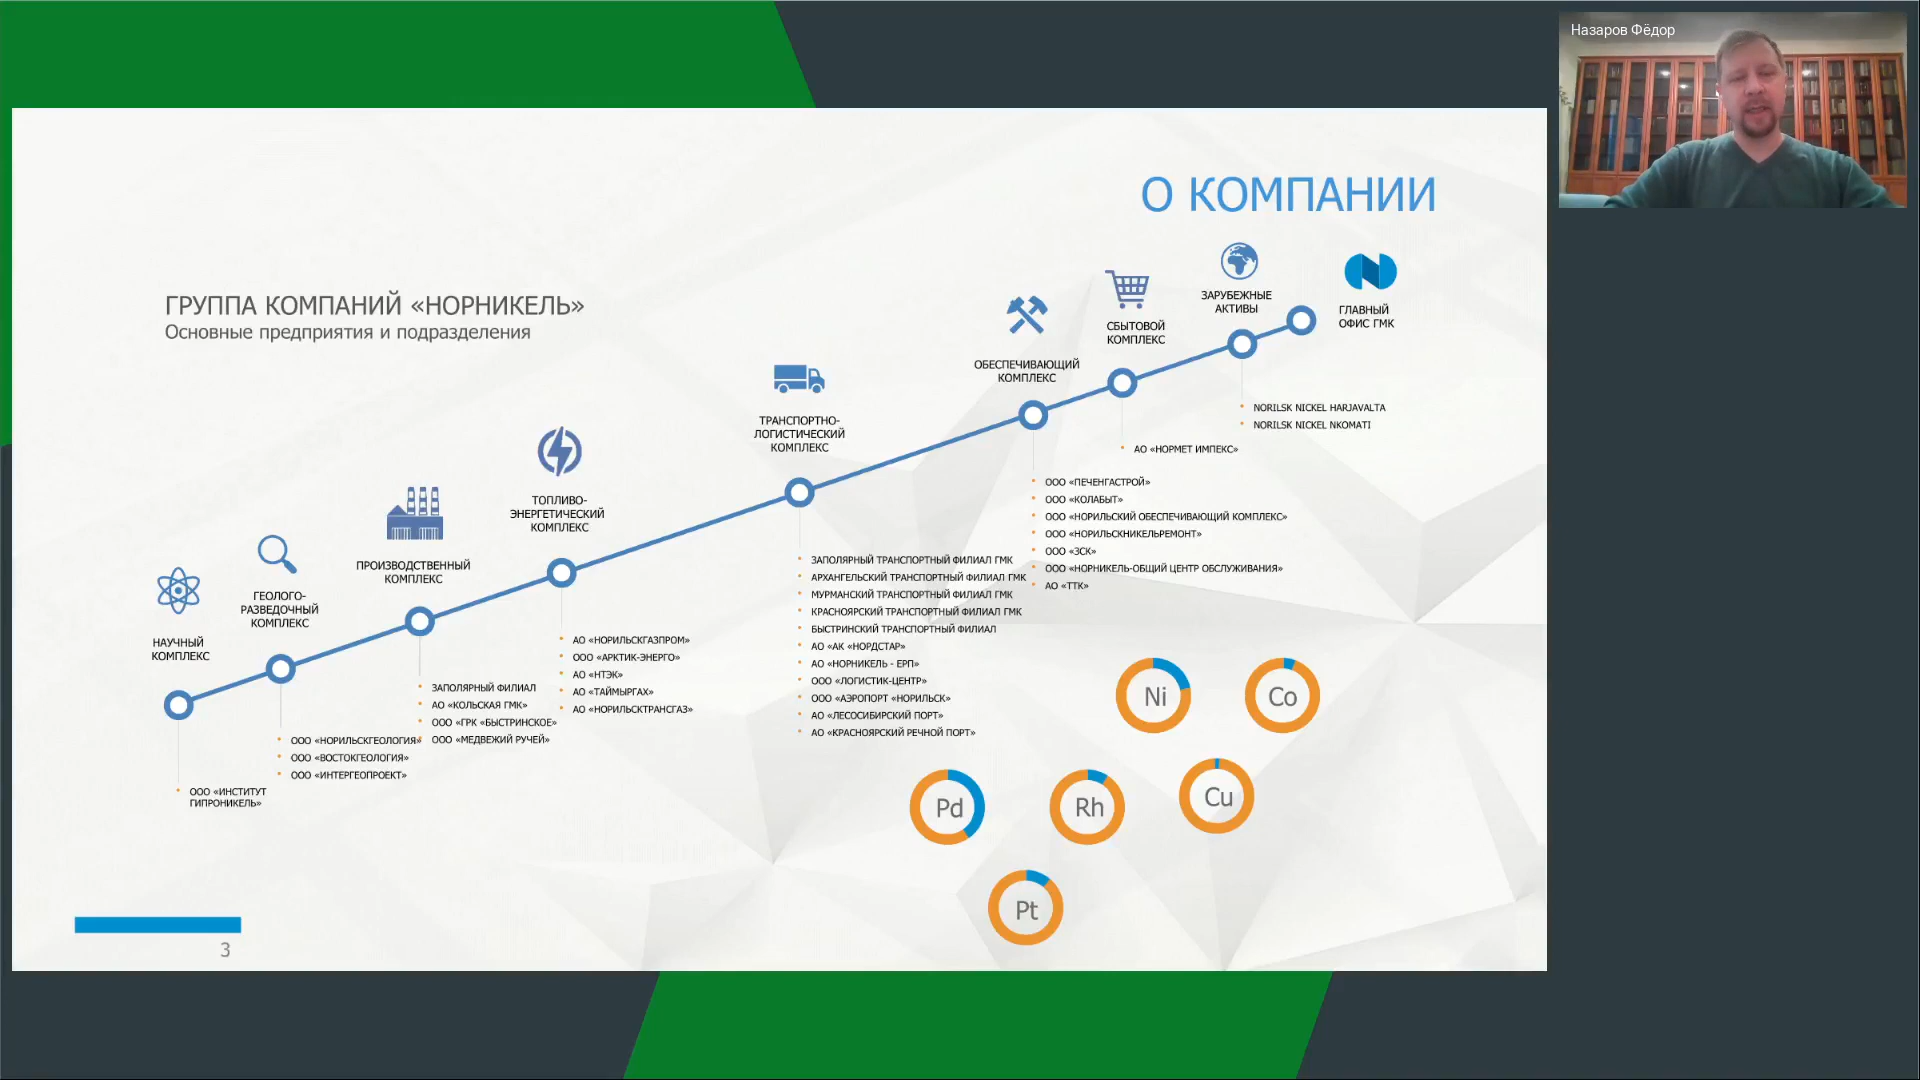 Назаров Фёдор
О КОМПАНИИ
ГРУППА КОМПАНИЙ «НОРНИКЕЛЬ»
Основные предприятия и подразделения
НАУЧНЫЙ
КОМПЛЕКС
ООО «ИНСТИТУТ
ГИПРОНИКЕЛЬ»
ГЕОЛОГО-
РАЗВЕДОЧНЫЙ
КОМПЛЕКС
ООО «НОРИЛЬСКГЕОЛОГИЯ»
ООО «ВОСТОКГЕОЛОГИЯ»
ООО «ИНТЕРГЕОПРОЕКТ»
ПРОИЗВОДСТВЕННЫЙ
КОМПЛЕКС
ЗАПОЛЯРНЫЙ ФИЛИАЛ
АО «КОЛЬСКАЯ ГМК»
ООО «ГРК «БЫСТРИНСКОЕ»
ООО «МЕДВЕЖИЙ РУЧЕЙ»
ТОПЛИВО-
ЭНЕРГЕТИЧЕСКИЙ
КОМПЛЕКС
АО «НОРИЛЬСКГАЗПРОМ»
ООО «АРКТИК-ЭНЕРГО»
АО «НТЭК»
АО «ТАЙМЫРГАХ»
АО «НОРИЛЬСКТРАНСГАЗ»
ТРАНСПОРТНО-
ЛОГИСТИЧЕСКИЙ
КОМПЛЕКС
ЗАПОЛЯРНЫЙ ТРАНСПОРТНЫЙ ФИЛИАЛ ГМК
АРХАНГЕЛЬСКИЙ ТРАНСПОРТНЫЙ ФИЛИАЛ ГМК
МУРМАНСКИЙ ТРАНСПОРТНЫЙ ФИЛИАЛ ГМК
КРАСНОЯРСКИЙ ТРАНСПОРТНЫЙ ФИЛИАЛ ГМК
БЫСТРИНСКИЙ ТРАНСПОРТНЫЙ ФИЛИАЛ
АО «АК «НОРДСТАР»
АО «НОРНИКЕЛЬ - ЕРП»
ООО «ЛОГИСТИК-ЦЕНТР»
ООО «АЭРОПОРТ «НОРИЛЬСК»
АО «ЛЕСОСИБИРСКИЙ ПОРТ»
АО «КРАСНОЯРСКИЙ РЕЧНОЙ ПОРТ»
ОБЕСПЕЧИВАЮЩИЙ
КОМПЛЕКС
ООО «ПЕЧЕНГАСТРОЙ»
ООО «КОЛАБЫТ»
ООО «НОРИЛЬСКИЙ ОБЕСПЕЧИВАЮЩИЙ КОМПЛЕКС»
ООО «НОРИЛЬСКНИКЕЛЬРЕМОНТ»
ООО «ЗСК»
ООО «НОРНИКЕЛЬ-ОБЩИЙ ЦЕНТР ОБСЛУЖИВАНИЯ»
АО «ТТК»
СБЫТОВОЙ
КОМПЛЕКС
АО «НОРМЕТ ИМПЕКС»
ЗАРУБЕЖНЫЕ
АКТИВЫ
NORILSK NICKEL HARJAVALTA
NORILSK NICKEL NKOMATI
ГЛАВНЫЙ
ОФИС ГМК
Ni
Co
Pd
Rh
Cu
Pt
3